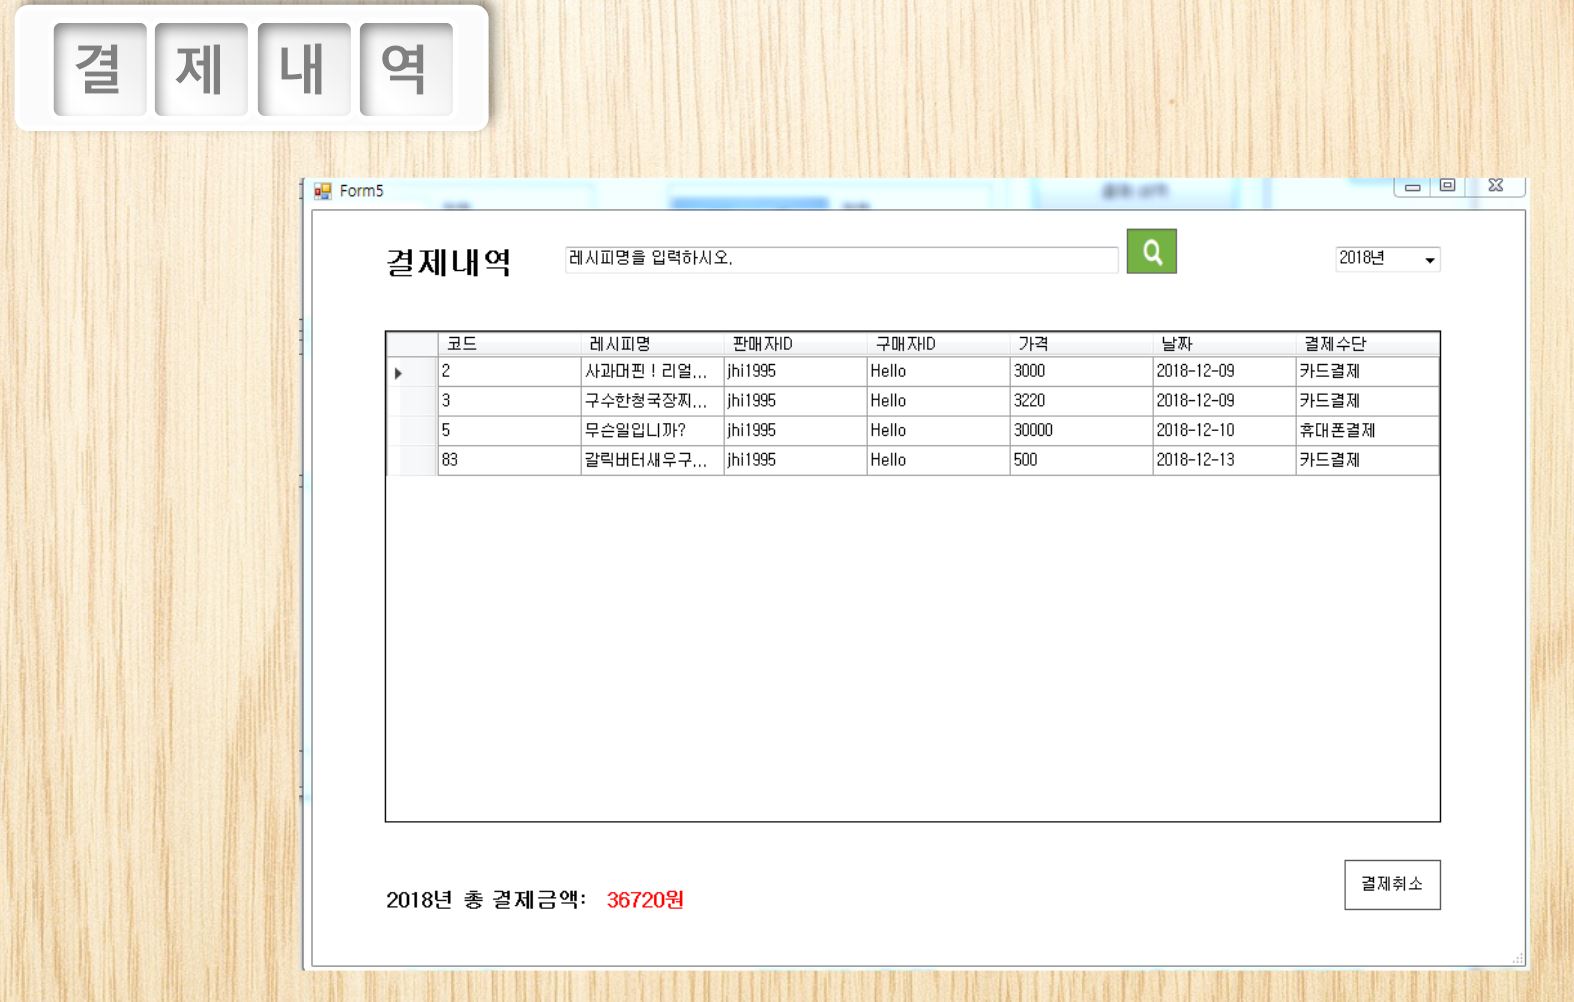 결제내역
Form5
결제내역 레시피명을 입력하시오. 2018년
코드 레시피명 판매자ID 구매자ID 가격 날짜 결제수단
2 사과머핀 ! 리얼... jhi1995 Hello 3000 2018-12-09 카드결제
3 구수한청국장찌... jhi1995 Hello 3220 2018-12-09 카드결제
5 무슨일입니까? jhi1995 Hello 30000 2018-12-10 휴대폰결제
83 갈릭버터새우구... jhi1995 Hello 500 2018-12-13 카드결제
결제취소
2018년 총 결제금액: 36720원